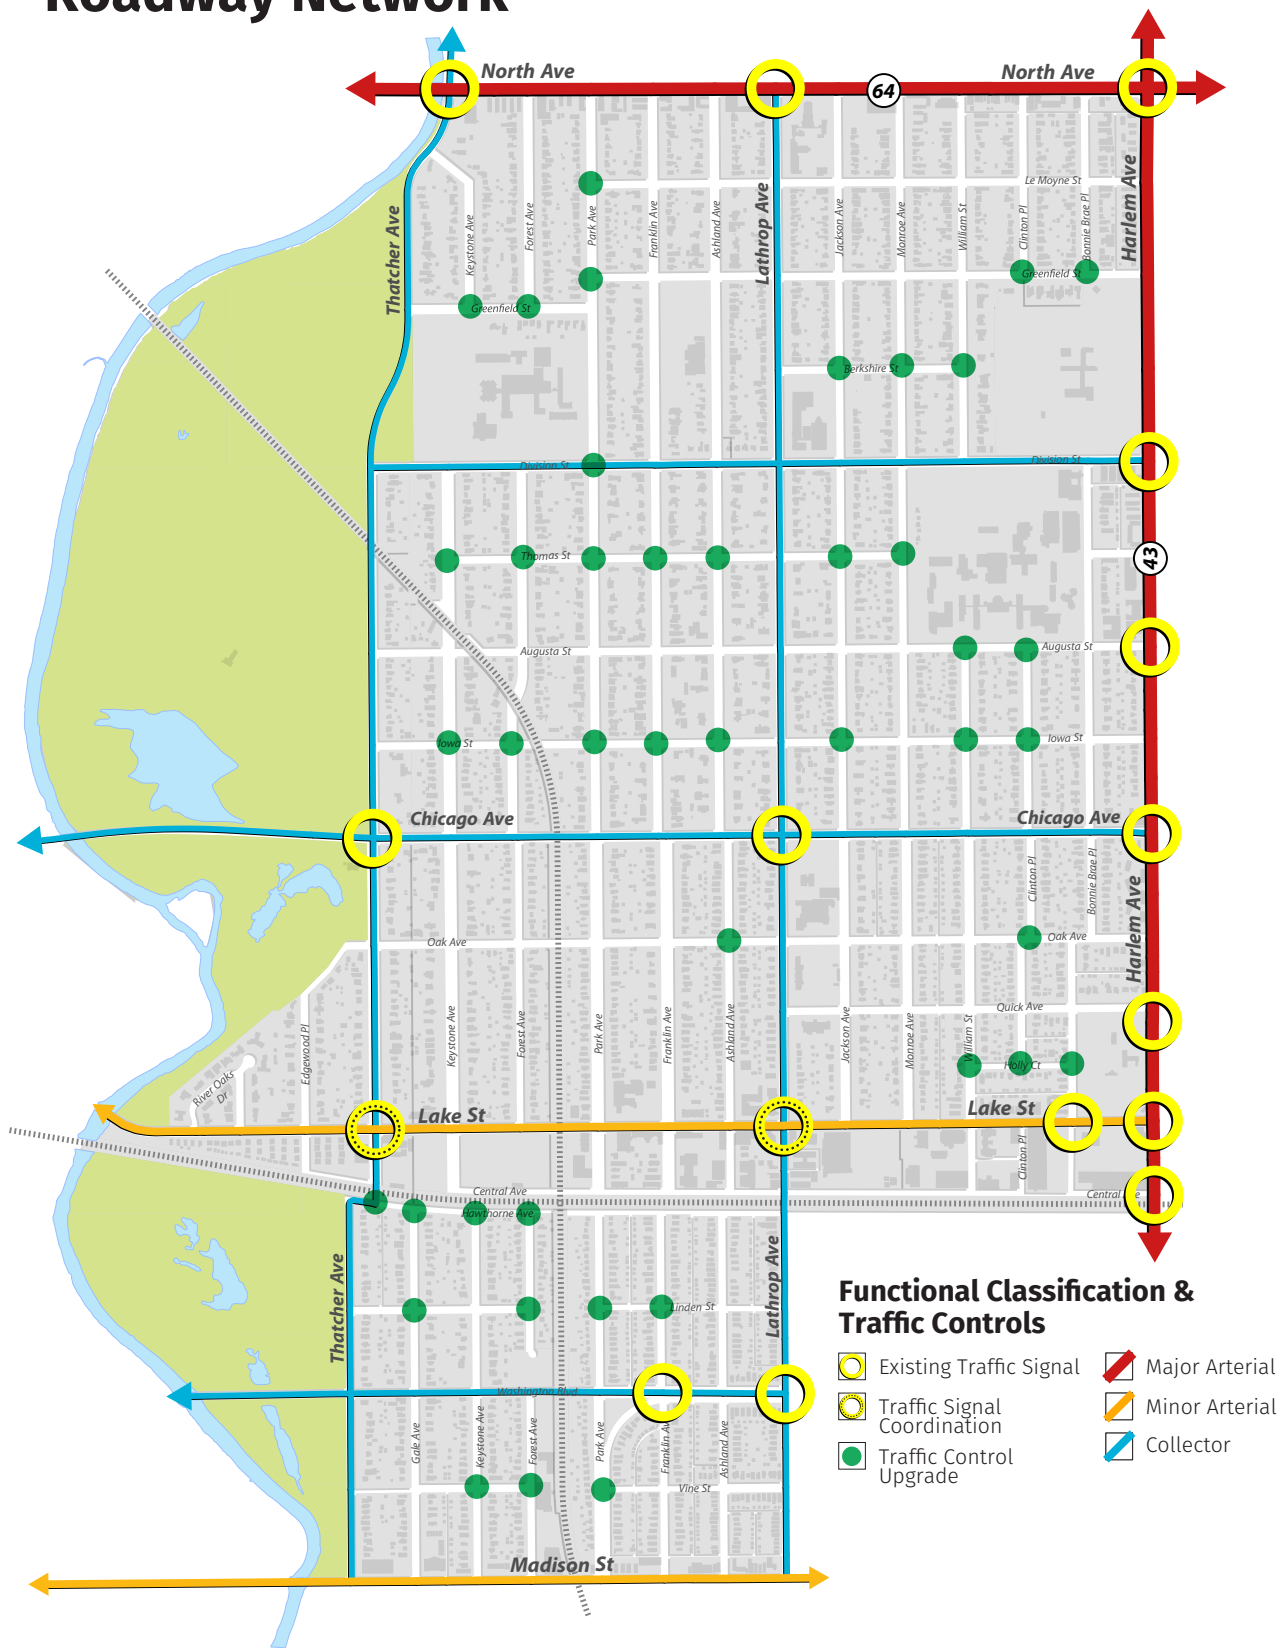 Roadway Network
North Ave
North Ave
64
Le Moyne St
Thatcher Ave
Keystone Ave
Forest Ave
Park Ave
Franklin Ave
Ashland Ave
Lathrop Ave
Jackson Ave
Monroe Ave
William St
Clinton Pl
Bonnie Brae Pl
Harlem Ave
Greenfield St
Greenfield St
Berkshire St
Division St
Division St
43
Thomas St
Augusta St
Augusta St
Iowa St
Iowa St
Chicago Ave
Chicago Ave
Clinton Pl
Bonnie Brae Pl
Harlem Ave
Oak Ave
Oak Ave
Quick Ave
Edgewood Pl
Keystone Ave
Forest Ave
Park Ave
Franklin Ave
Ashland Ave
Jackson Ave
Monroe Ave
William St
Holly Ct
River Oaks
Dr
Lake St
Lake St
Clinton Pl
Central Ave
Central Ave
Hawthorne Ave
Thatcher Ave
Lathrop Ave
Linden St
Washington Blvd
Gale Ave
Keystone Ave
Forest Ave
Park Ave
Franklin Ave
Ashland Ave
Vine St
Madison St
Functional Classification &
Traffic Controls
Existing Traffic Signal
Traffic Signal
Coordination
Traffic Control
Upgrade
Major Arterial
Minor Arterial
Collector